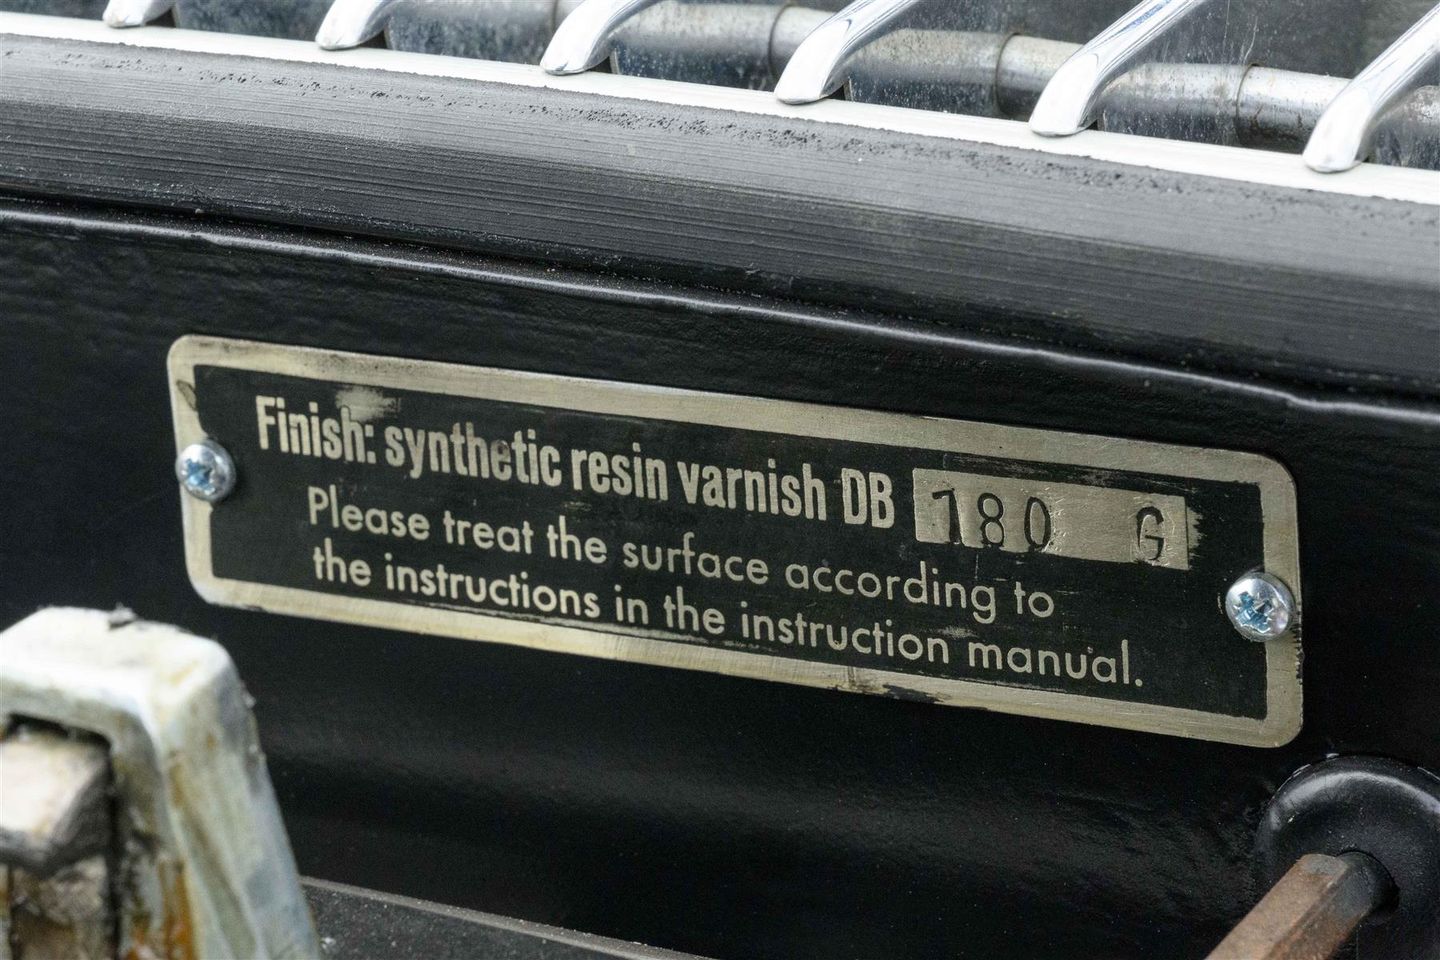 Finish: synthetic resin varnish DB 180 G
Please treat the surface according to
the instructions in the instruction manual.